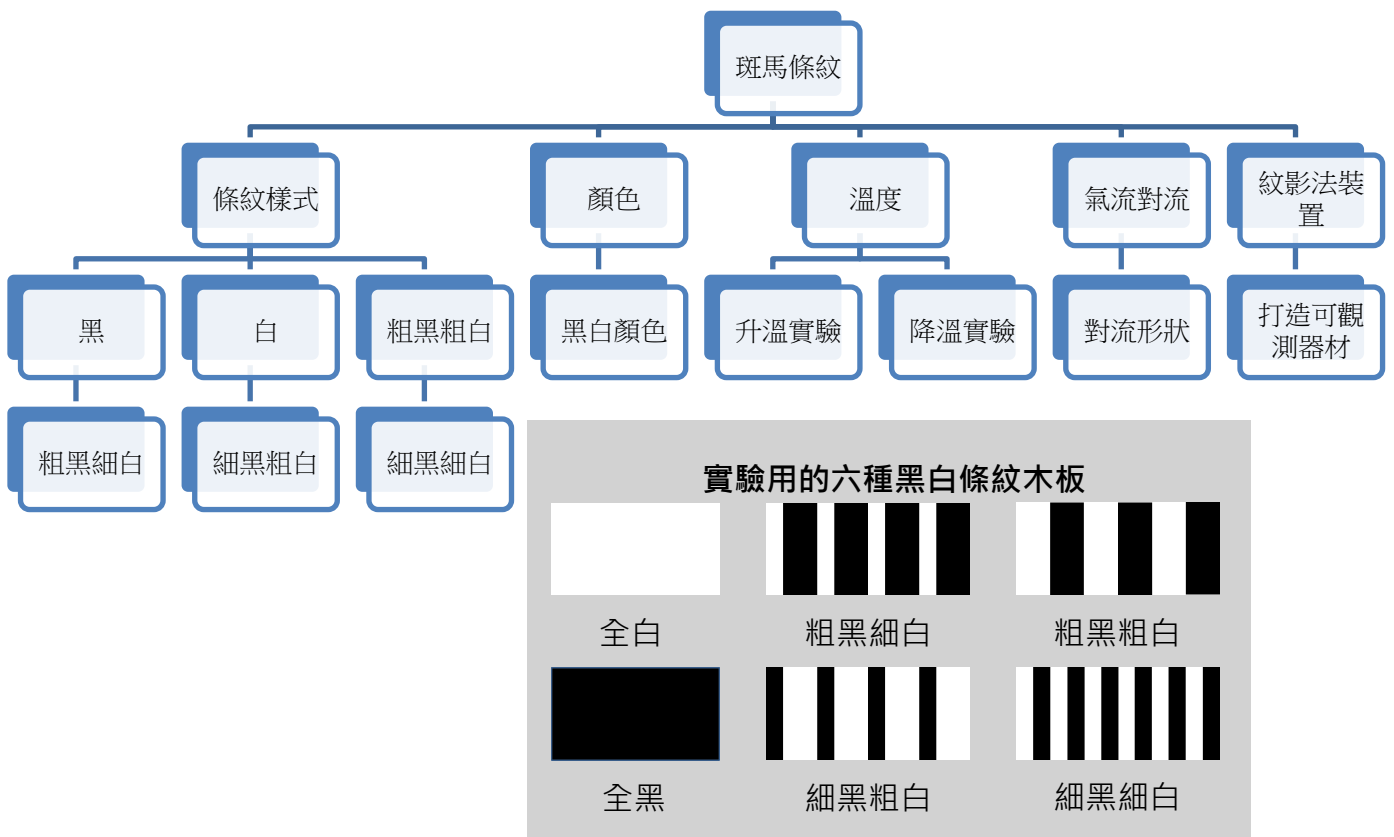 斑馬條紋
條紋樣式
顏色
溫度
氣流對流
紋影法裝
置
黑
白
粗黑粗白
黑白顏色
升溫實驗
降溫實驗
對流形狀
打造可觀
測器材
粗黑細白
細黑粗白
細黑細白
實驗用的六種黑白條紋木板
全白
粗黑細白
粗黑粗白
全黑
細黑粗白
細黑細白